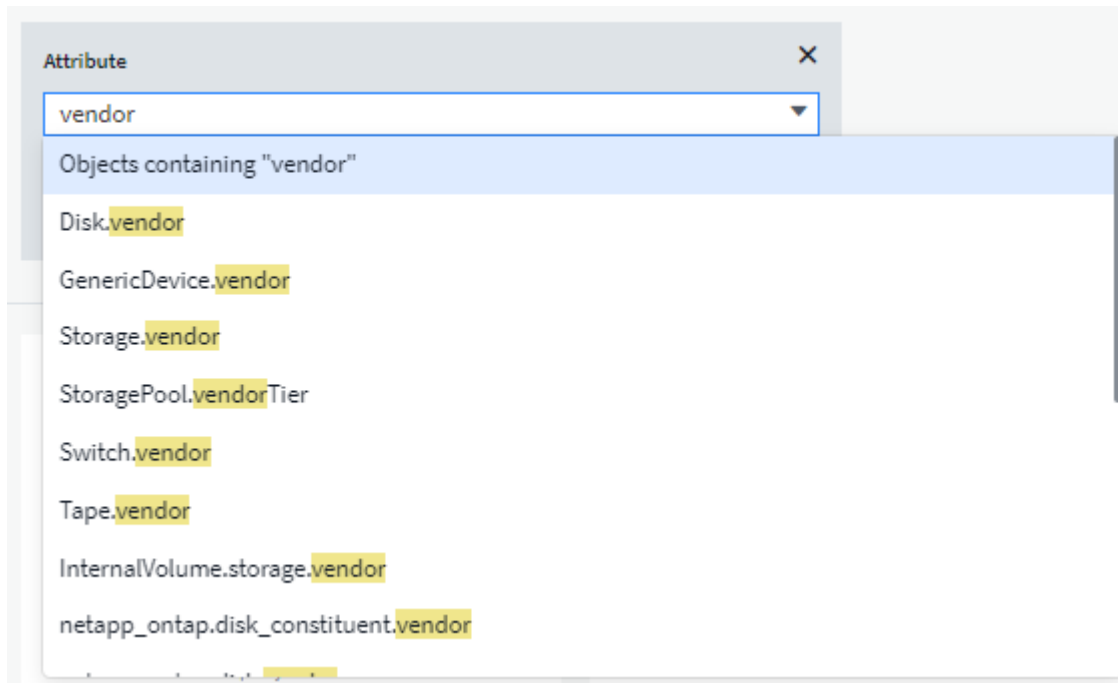 Attribute
vendor
Objects containing "vendor"
Disk.vendor
GenericDevice.vendor
Storage.vendor
StoragePool.vendorTier
Switch.vendor
Tape.vendor
InternalVolume.storage.vendor
netapp_ontap.disk_constituent.vendor